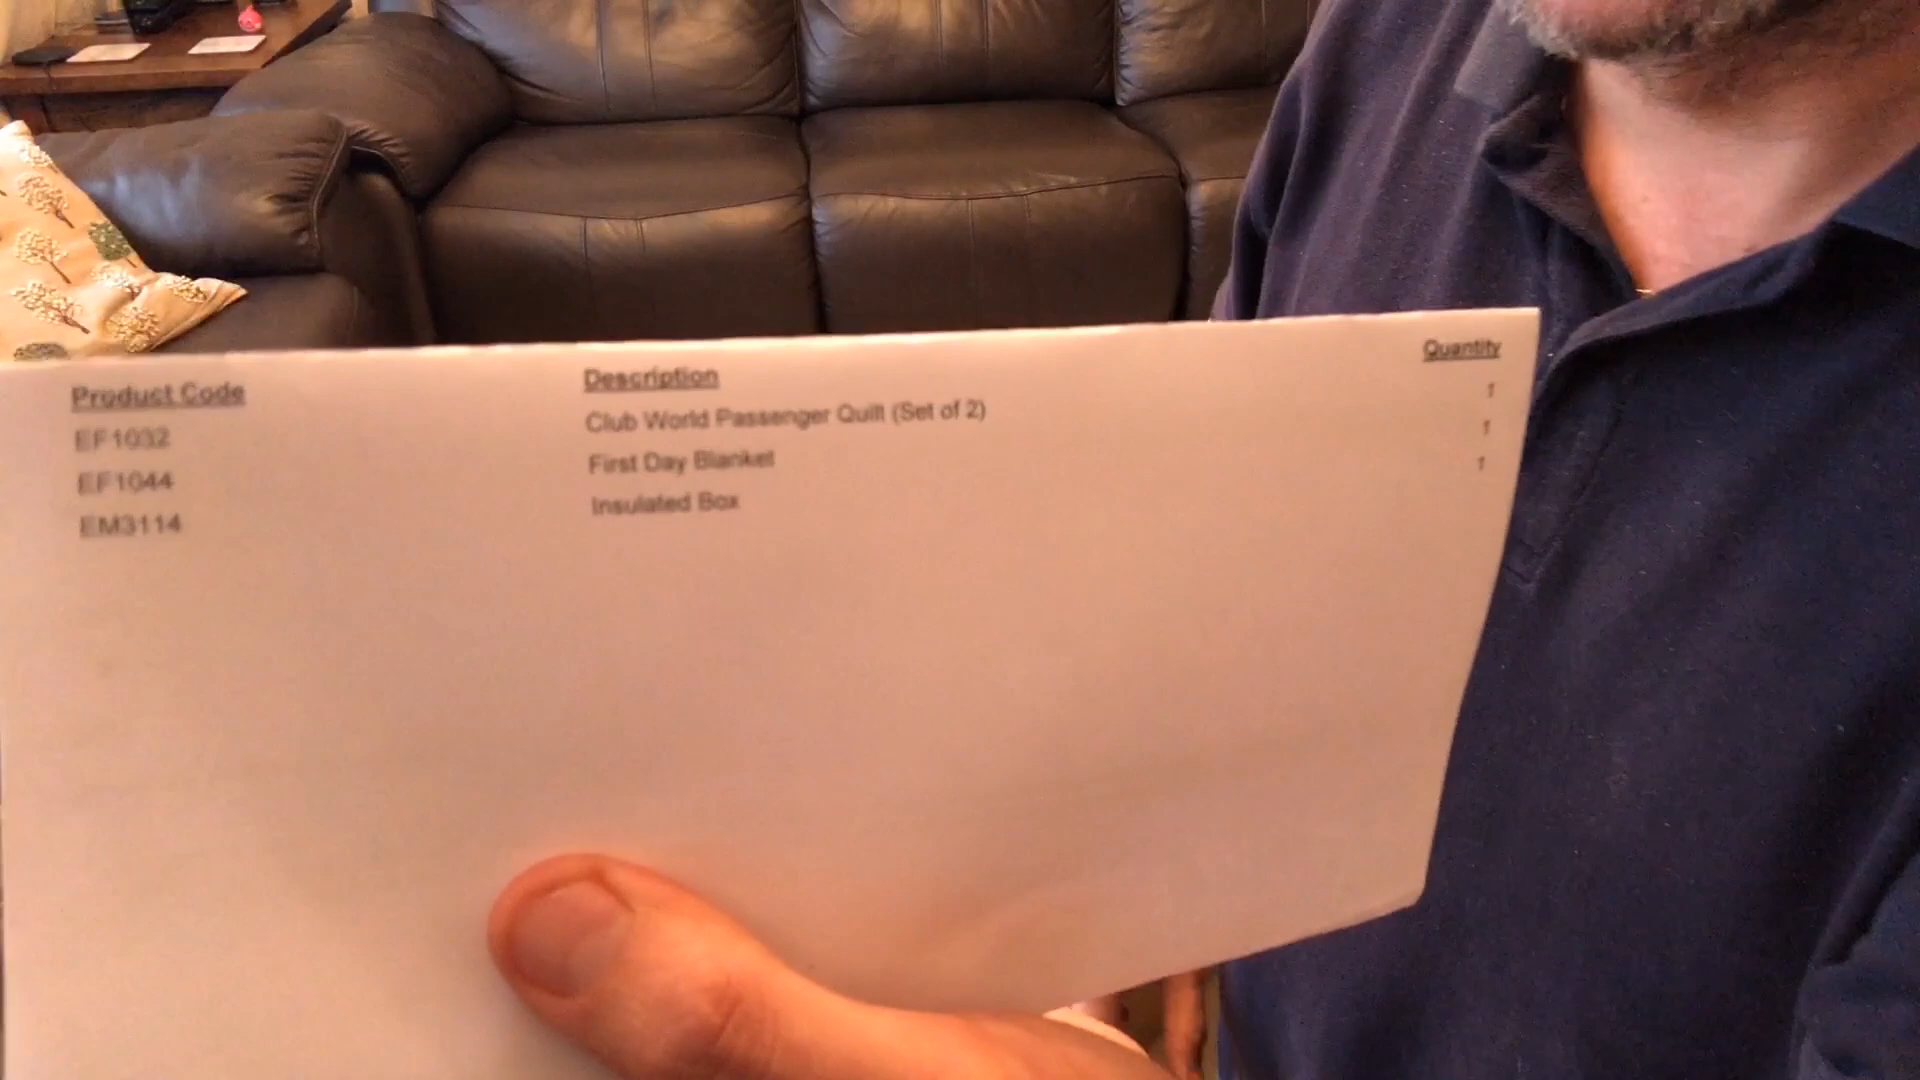 Product Code Description Quantity
EF1032 Club World Passenger Quilt (Set of 2) 1
EF1044 First Day Blanket 1
EM3114 Insulated Box 1